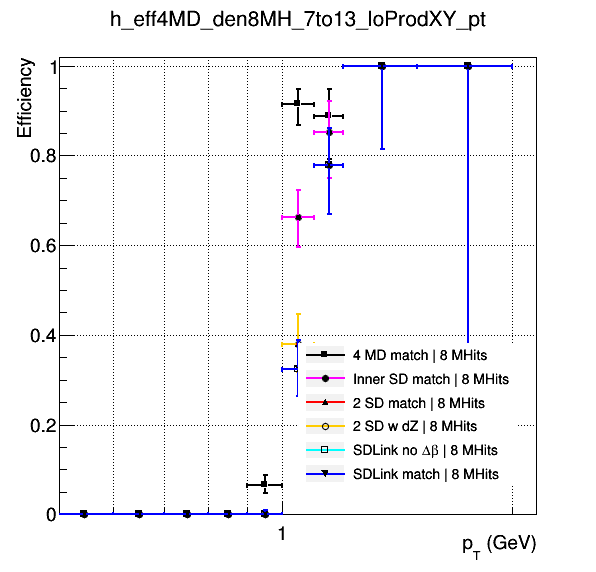 h_eff4MD_den8MH_7to13_loProdXY_pt
Efficiency
1
0.8
0.6
0.4
0.2
0
4 MD match | 8 MHits
Inner SD match | 8 MHits
2 SD match | 8 MHits
2 SD w dZ | 8 MHits
SDLink no Δβ | 8 MHits
SDLink match | 8 MHits
1
p_T (GeV)